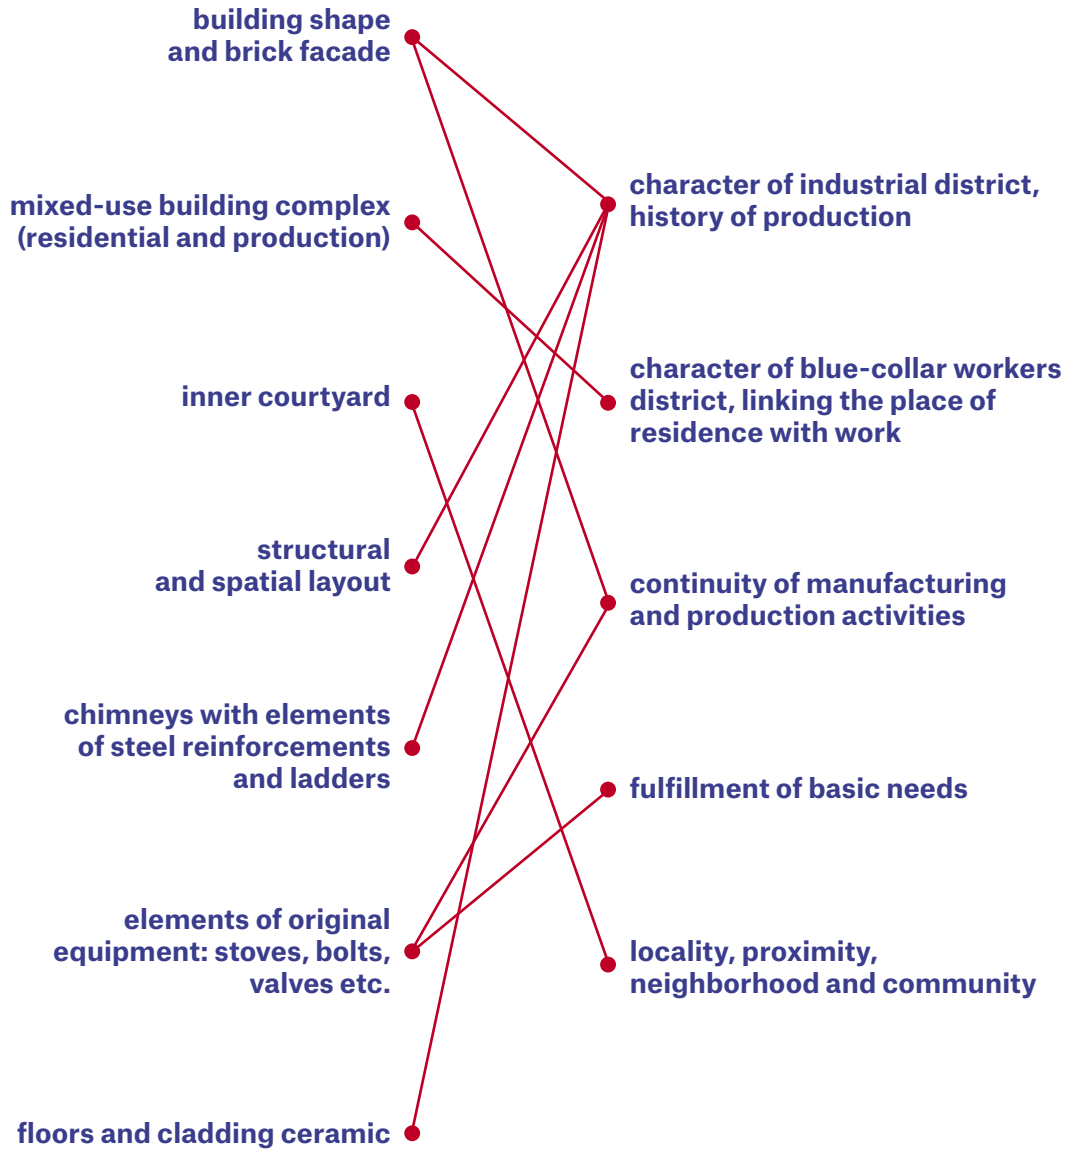 building shape
and brick facade
mixed-use building complex
(residential and production)
inner courtyard
structural
and spatial layout
chimneys with elements
of steel reinforcements
and ladders
elements of original
equipment: stoves, bolts,
valves etc.
floors and cladding ceramic
character of industrial district,
history of production
character of blue-collar workers
district, linking the place of
residence with work
continuity of manufacturing
and production activities
fulfillment of basic needs
locality, proximity,
neighborhood and community